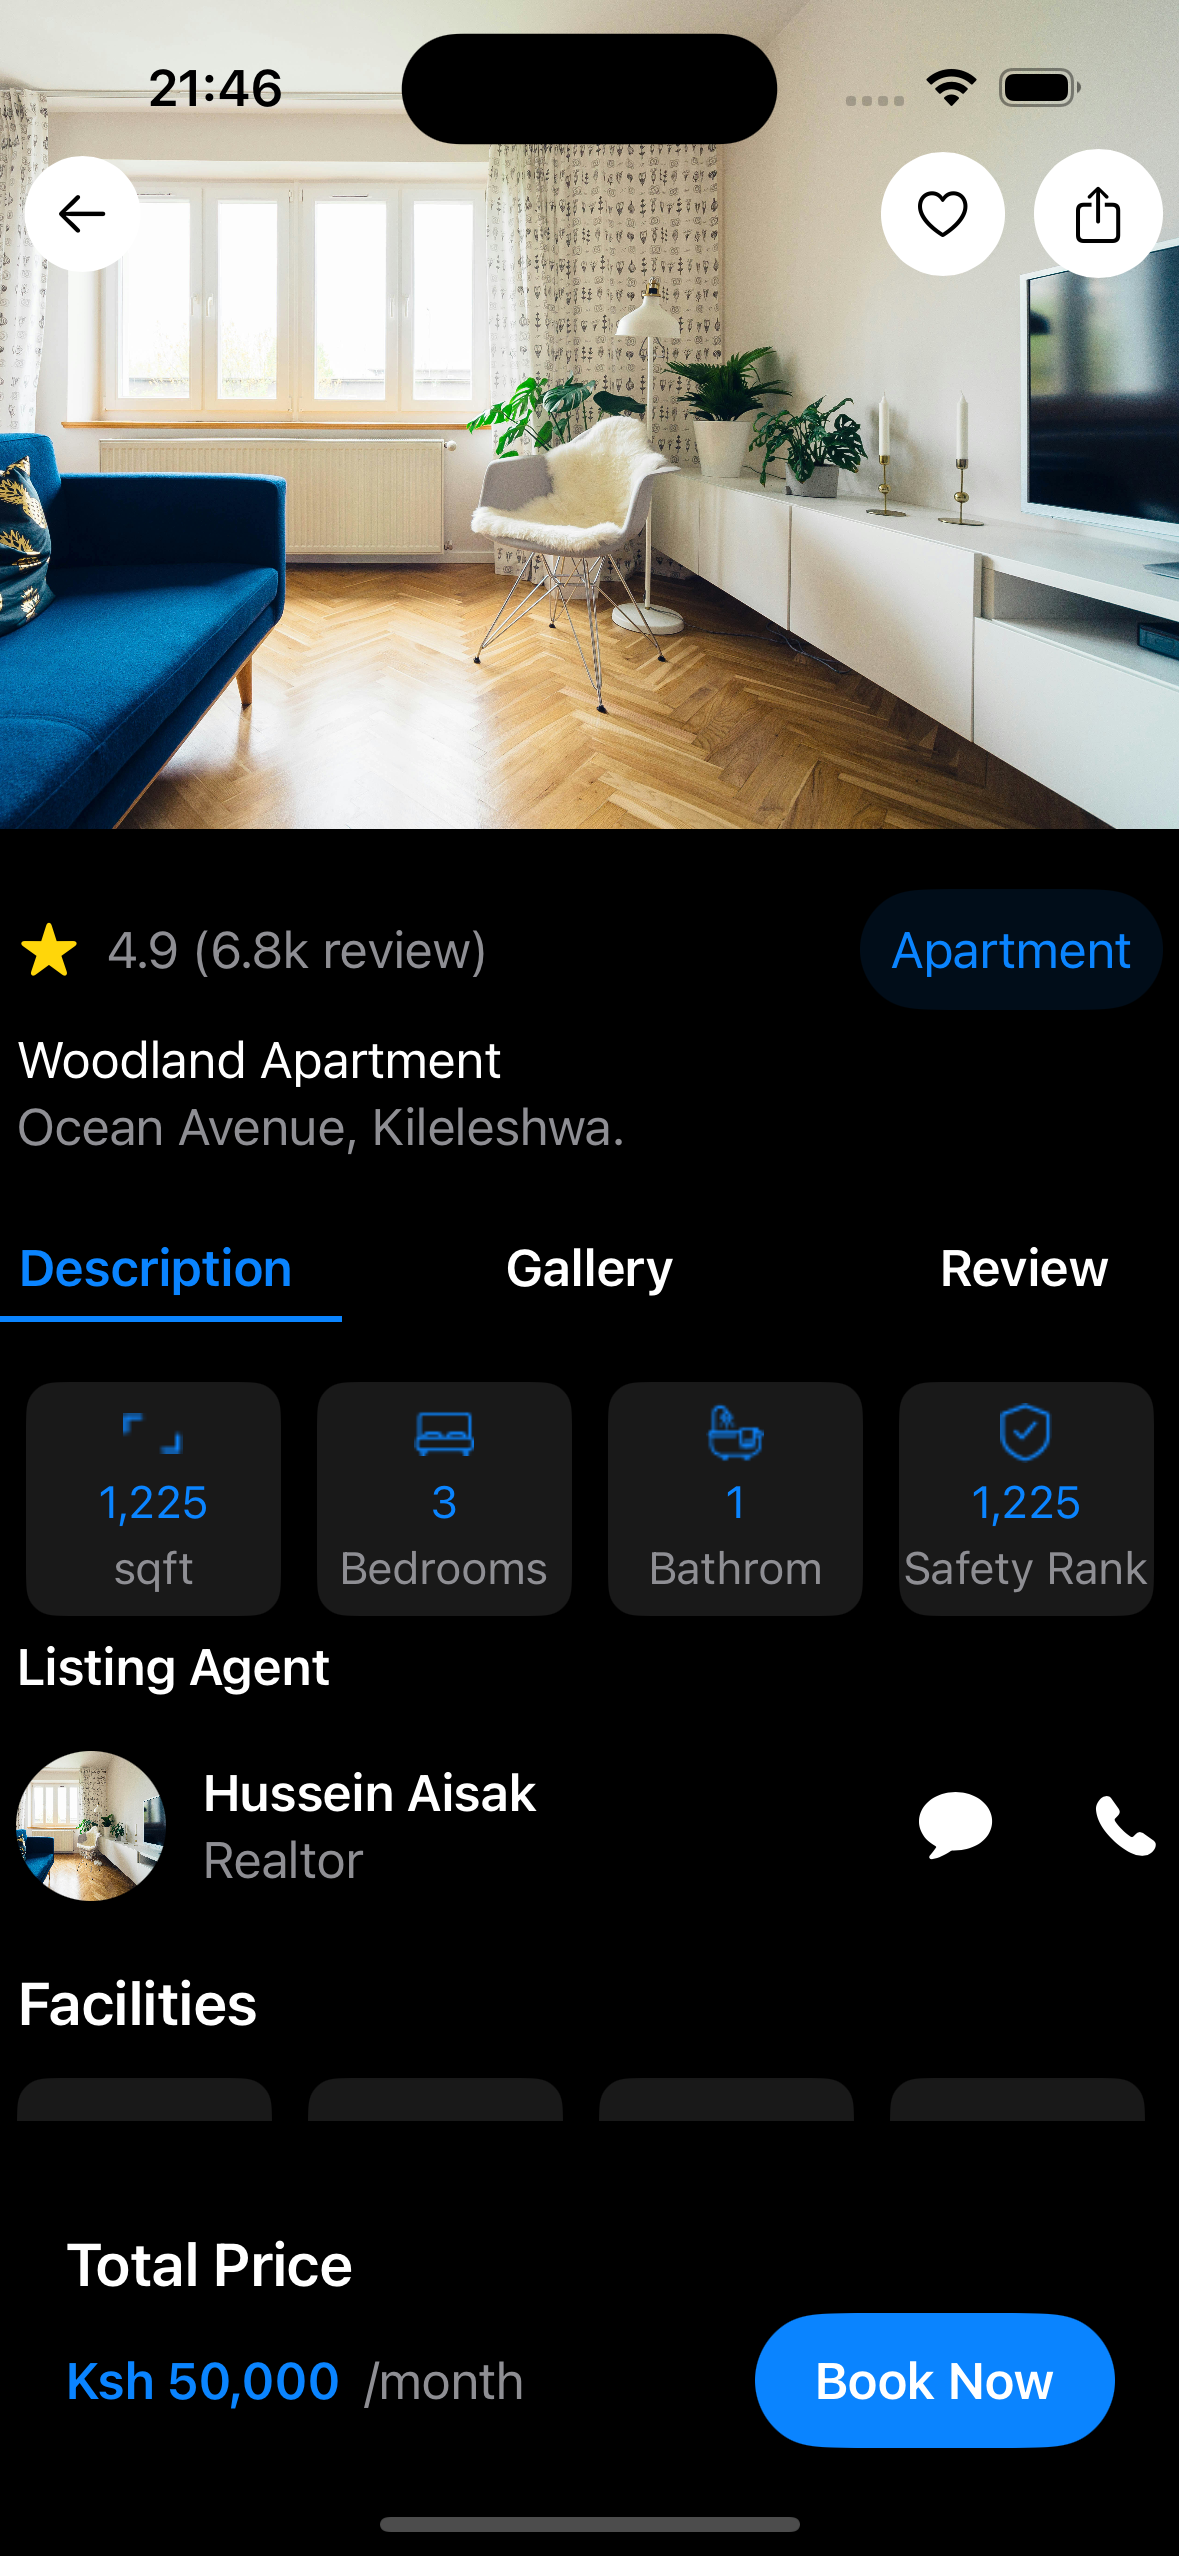 21:46
4.9 (6.8k review)
Apartment
Woodland Apartment
Ocean Avenue, Kileleshwa.
Description
Gallery
Review
1,225
sqft
3
Bedrooms
1
Bathrom
1,225
Safety Rank
Listing Agent
Hussein Aisak
Realtor
Facilities
Total Price
Ksh 50,000 /month
Book Now